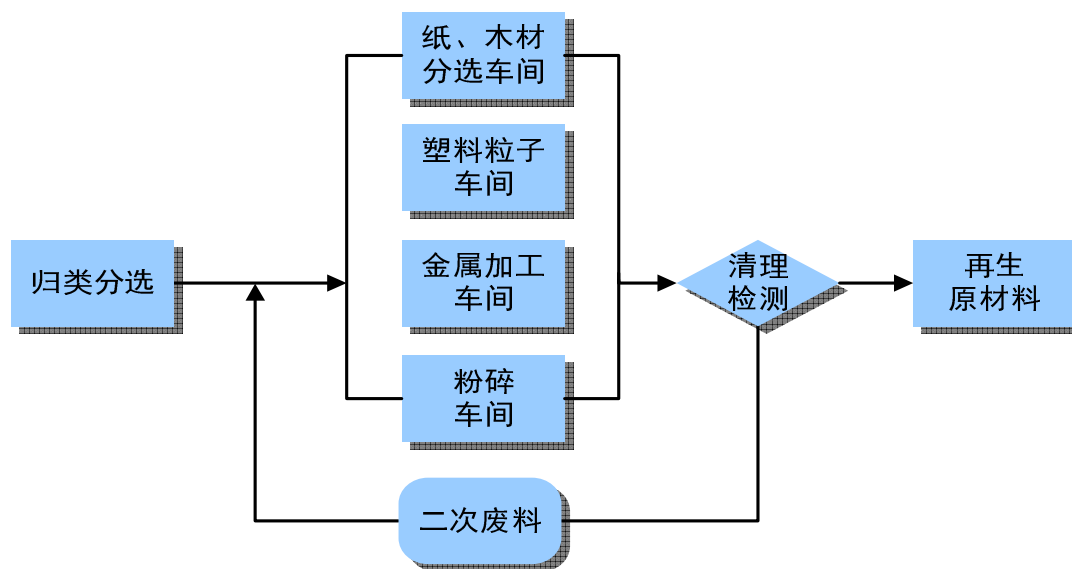 纸、木材
分选车间
塑料粒子
车间
归类分选
金属加工
车间
清理
检测
再生
原材料
粉碎
车间
二次废料